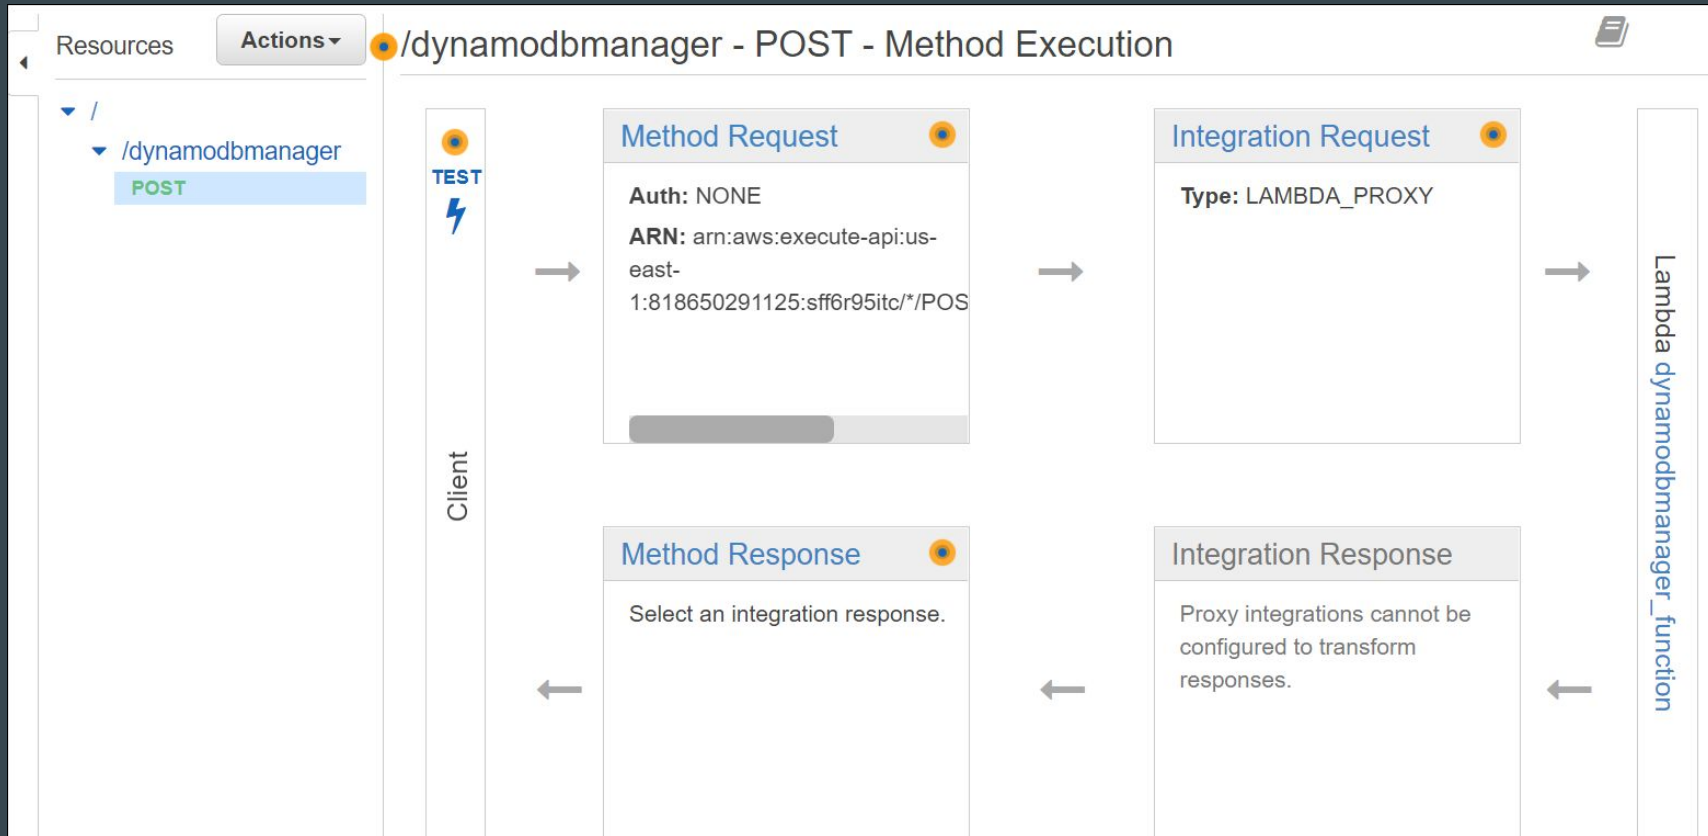 Resources
Actions
/dynamodbmanager - POST - Method Execution
/
/dynamodbmanager
POST
TEST
Client
Method Request
Auth: NONE
ARN: arn:aws:execute-api:us-
east-
1:818650291125:sff6r95itc/*/POS
Integration Request
Type: LAMBDA_PROXY
Lambda dynamodbmanager_function
Method Response
Select an integration response.
Integration Response
Proxy integrations cannot be
configured to transform
responses.